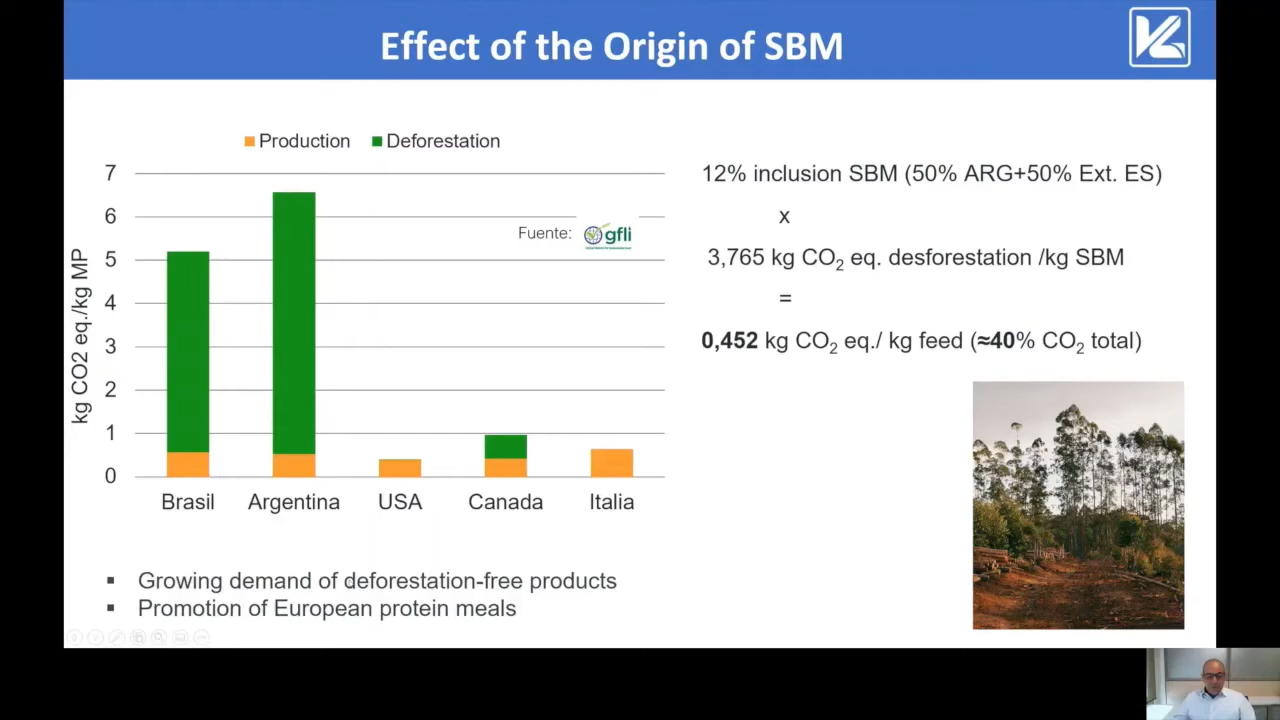 Effect of the Origin of SBM
Production
Deforestation
7
6
5
4
3
2
1
0
kg CO2 eq./kg MP
Fuente:
gfli
Brasil
Argentina
USA
Canada
Italia
12% inclusion SBM (50% ARG+50% Ext. ES)
x
3,765 kg CO₂ eq. desforestation /kg SBM
=
0,452 kg CO₂ eq./ kg feed (≈40% CO₂ total)
▪ Growing demand of deforestation-free products
▪ Promotion of European protein meals